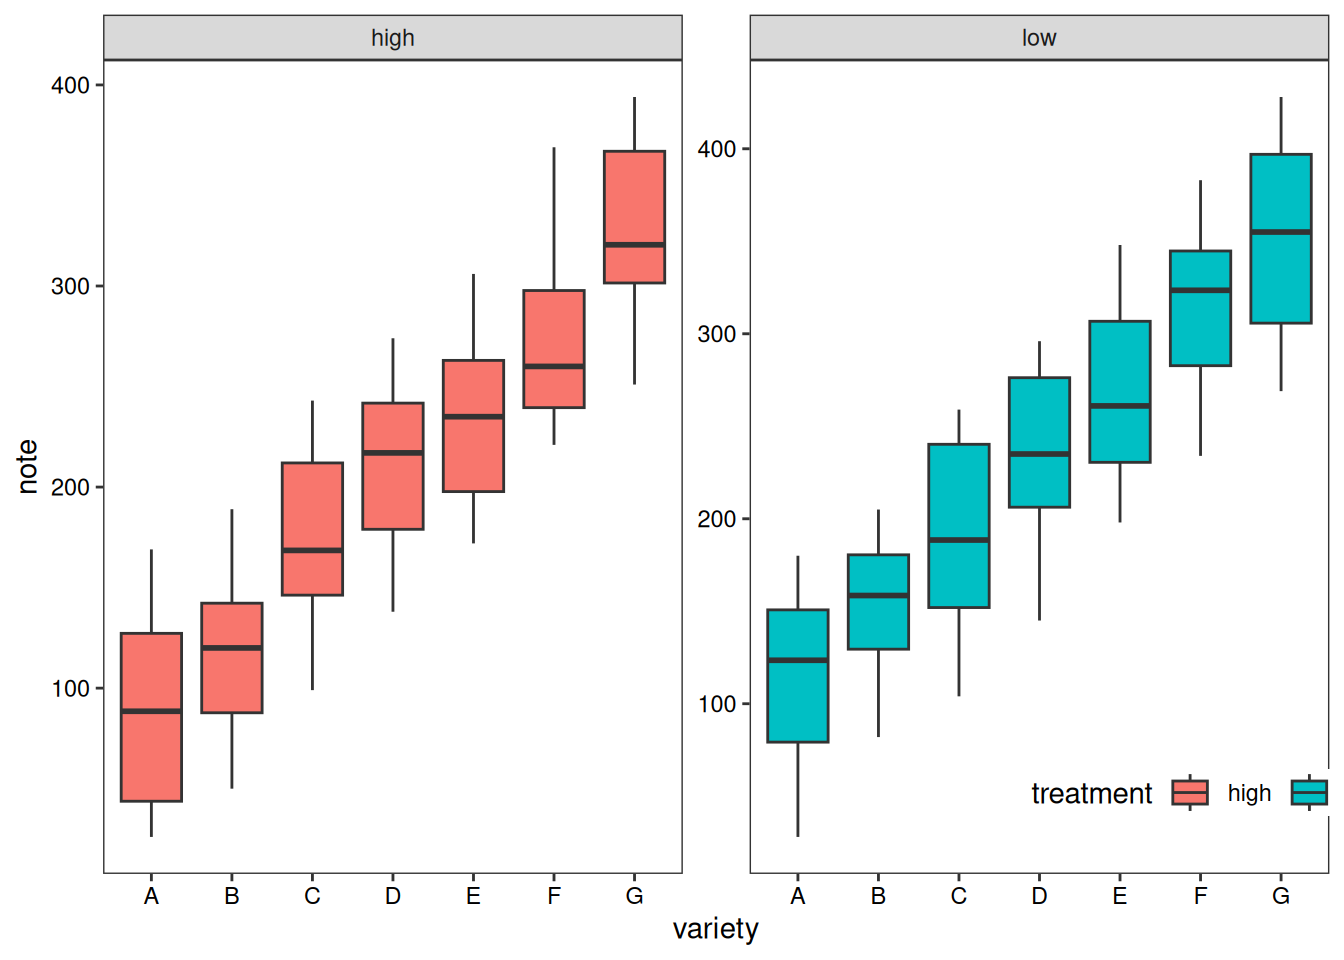 high
low
400
300
200
100
400
300
200
100
note
treatment high
A B C D E F G
A B C D E F G
variety